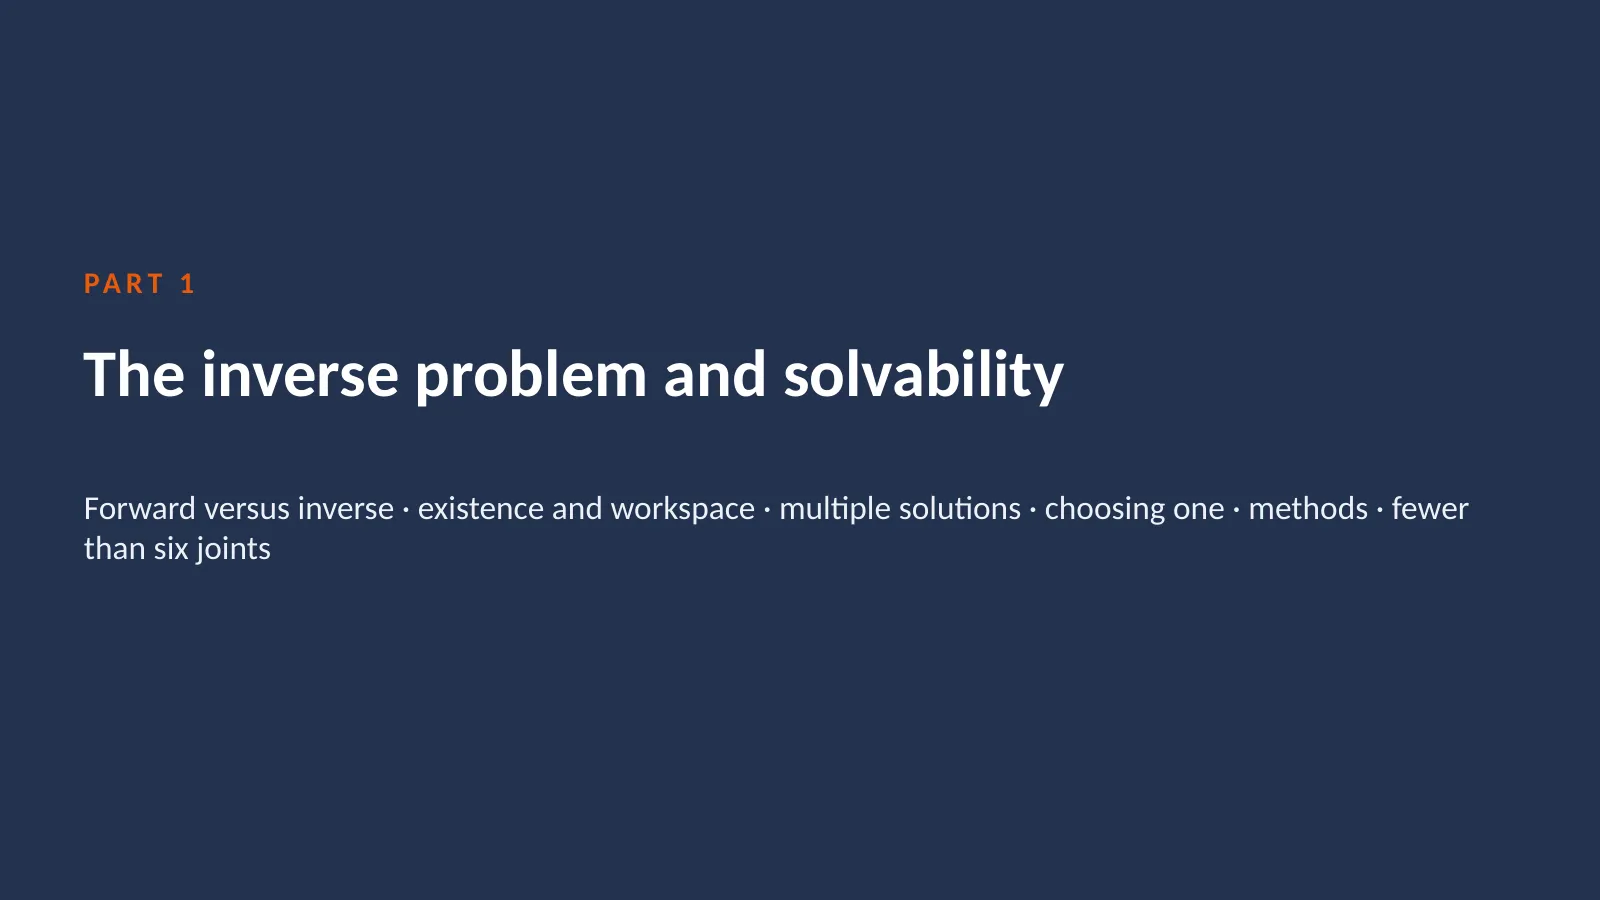 PART 1
The inverse problem and solvability
Forward versus inverse · existence and workspace · multiple solutions · choosing one · methods · fewer
than six joints